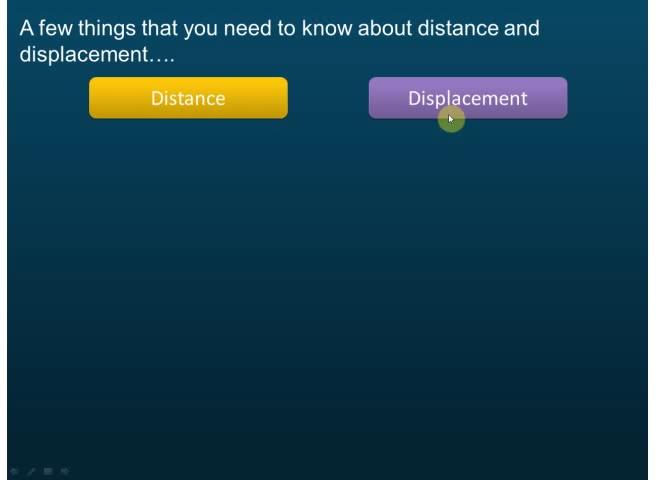 A few things that you need to know about distance and
displacement….
Distance
Displacement